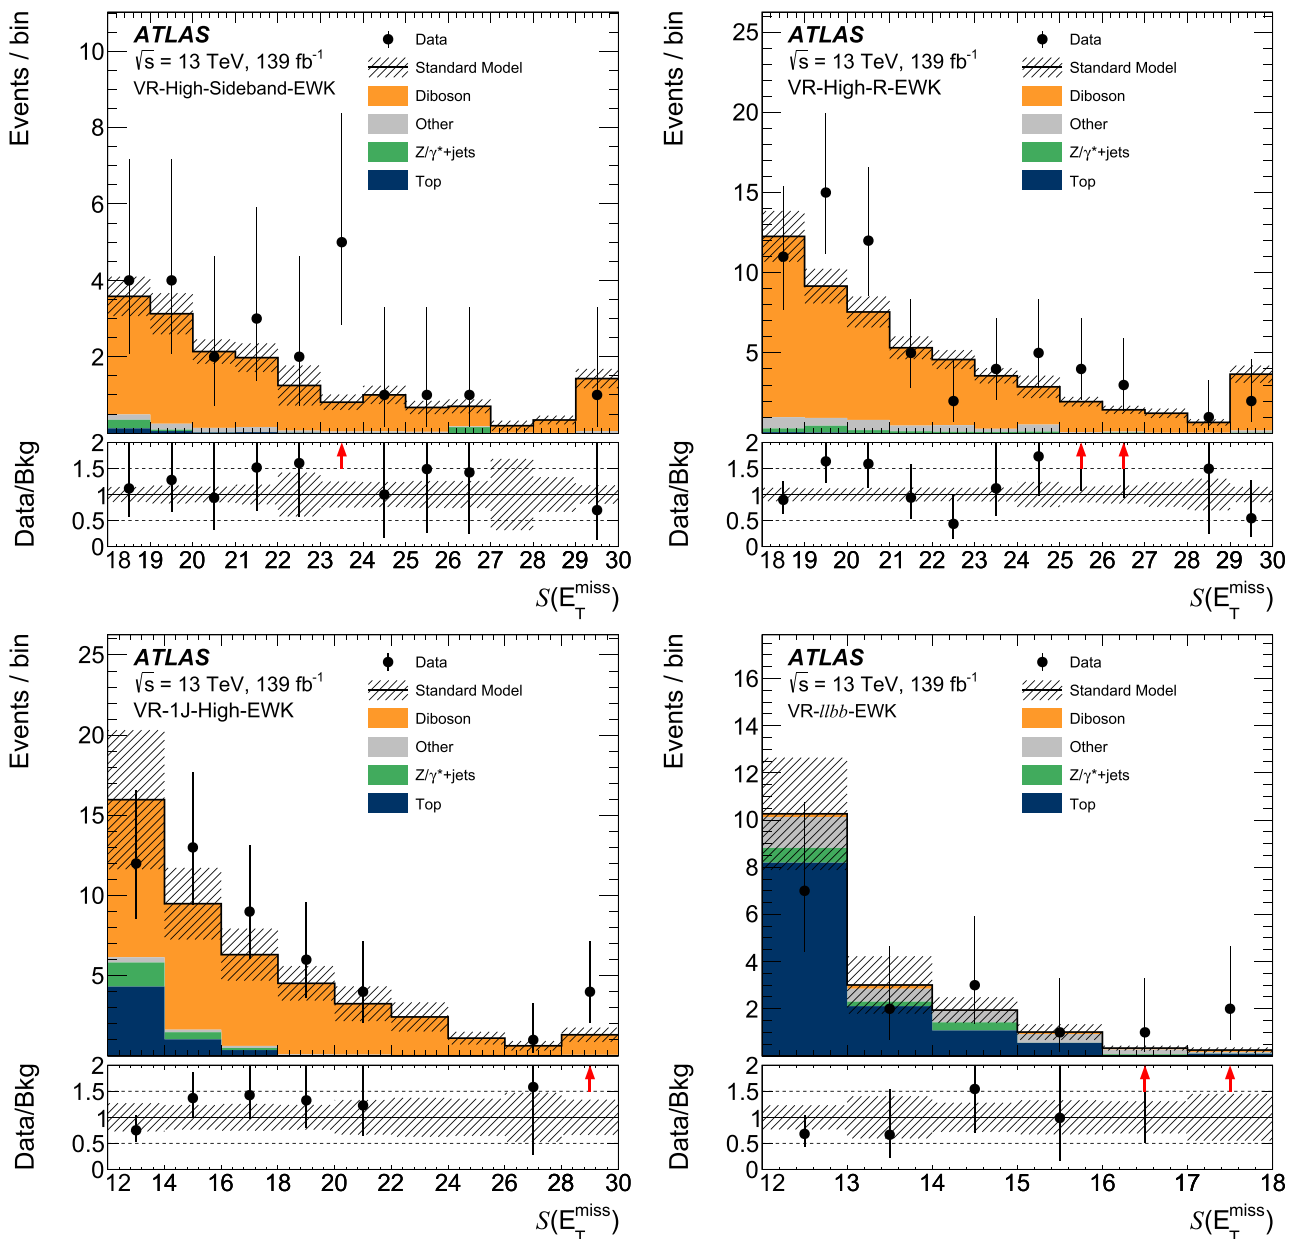 Events / bin
10
8
6
4
2
ATLAS
√s = 13 TeV, 139 fb⁻¹
VR-High-Sideband-EWK
Data
Standard Model
Diboson
Other
Z/γ*+jets
Top
Data/Bkg
2
1.5
1
0.5
0
18 19 20 21 22 23 24 25 26 27 28 29 30
S(E_T^miss)
Events / bin
25
20
15
10
5
ATLAS
√s = 13 TeV, 139 fb⁻¹
VR-High-R-EWK
Data
Standard Model
Diboson
Other
Z/γ*+jets
Top
Data/Bkg
2
1.5
1
0.5
0
18 19 20 21 22 23 24 25 26 27 28 29 30
S(E_T^miss)
Events / bin
25
20
15
10
5
ATLAS
√s = 13 TeV, 139 fb⁻¹
VR-1J-High-EWK
Data
Standard Model
Diboson
Other
Z/γ*+jets
Top
Data/Bkg
2
1.5
1
0.5
0
12 14 16 18 20 22 24 26 28 30
S(E_T^miss)
Events / bin
16
14
12
10
8
6
4
2
ATLAS
√s = 13 TeV, 139 fb⁻¹
VR-llbb-EWK
Data
Standard Model
Diboson
Other
Z/γ*+jets
Top
Data/Bkg
2
1.5
1
0.5
0
12 13 14 15 16 17 18
S(E_T^miss)